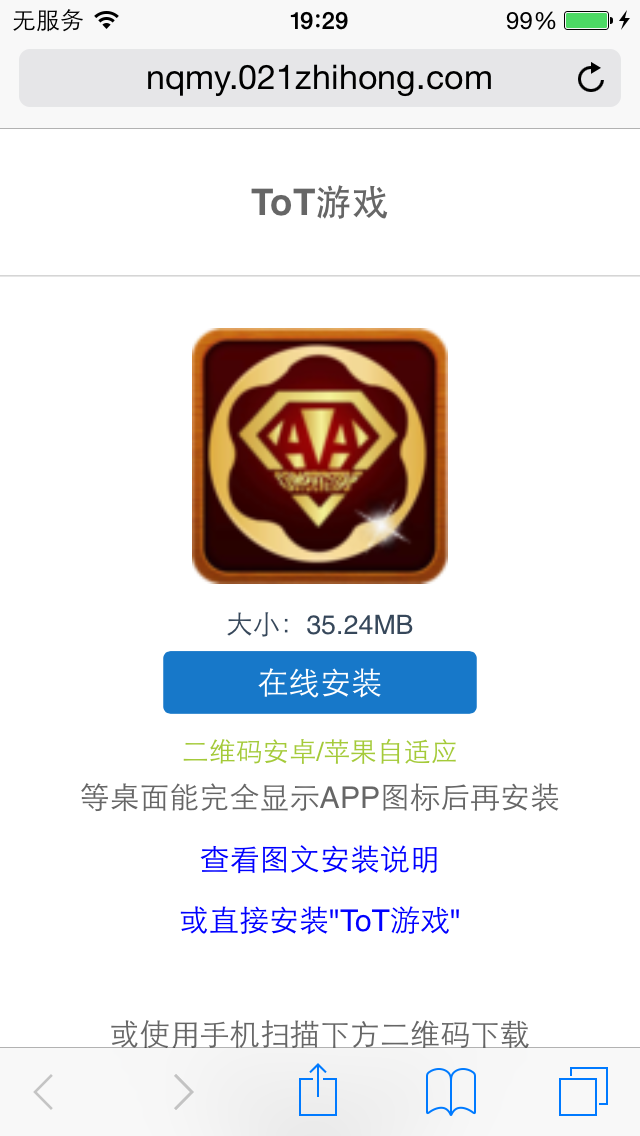 无服务 19:29 99%
nqmy.021zhihong.com
ToT游戏
AVA
大小：35.24MB
在线安装
二维码安卓/苹果自适应
等桌面能完全显示APP图标后再安装
查看图文安装说明
或直接安装"ToT游戏"
或使用手机扫描下方二维码下载